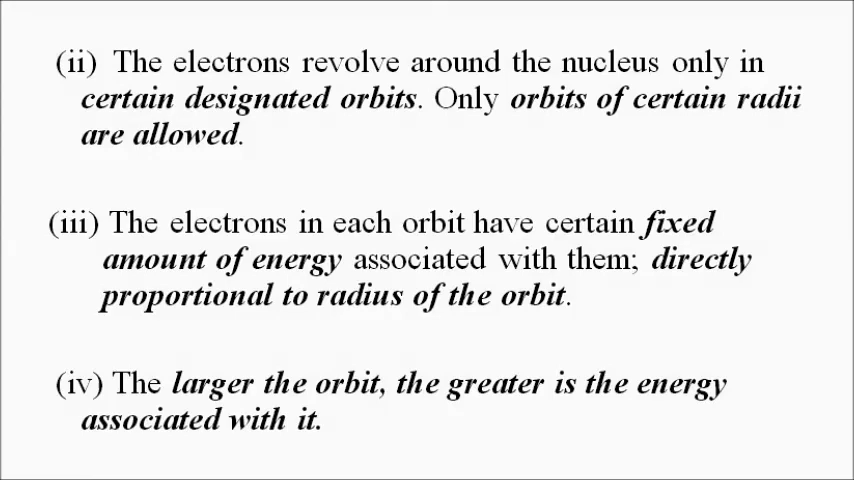 (ii) The electrons revolve around the nucleus only in
certain designated orbits. Only orbits of certain radii
are allowed.
(iii) The electrons in each orbit have certain fixed
amount of energy associated with them; directly
proportional to radius of the orbit.
(iv) The larger the orbit, the greater is the energy
associated with it.